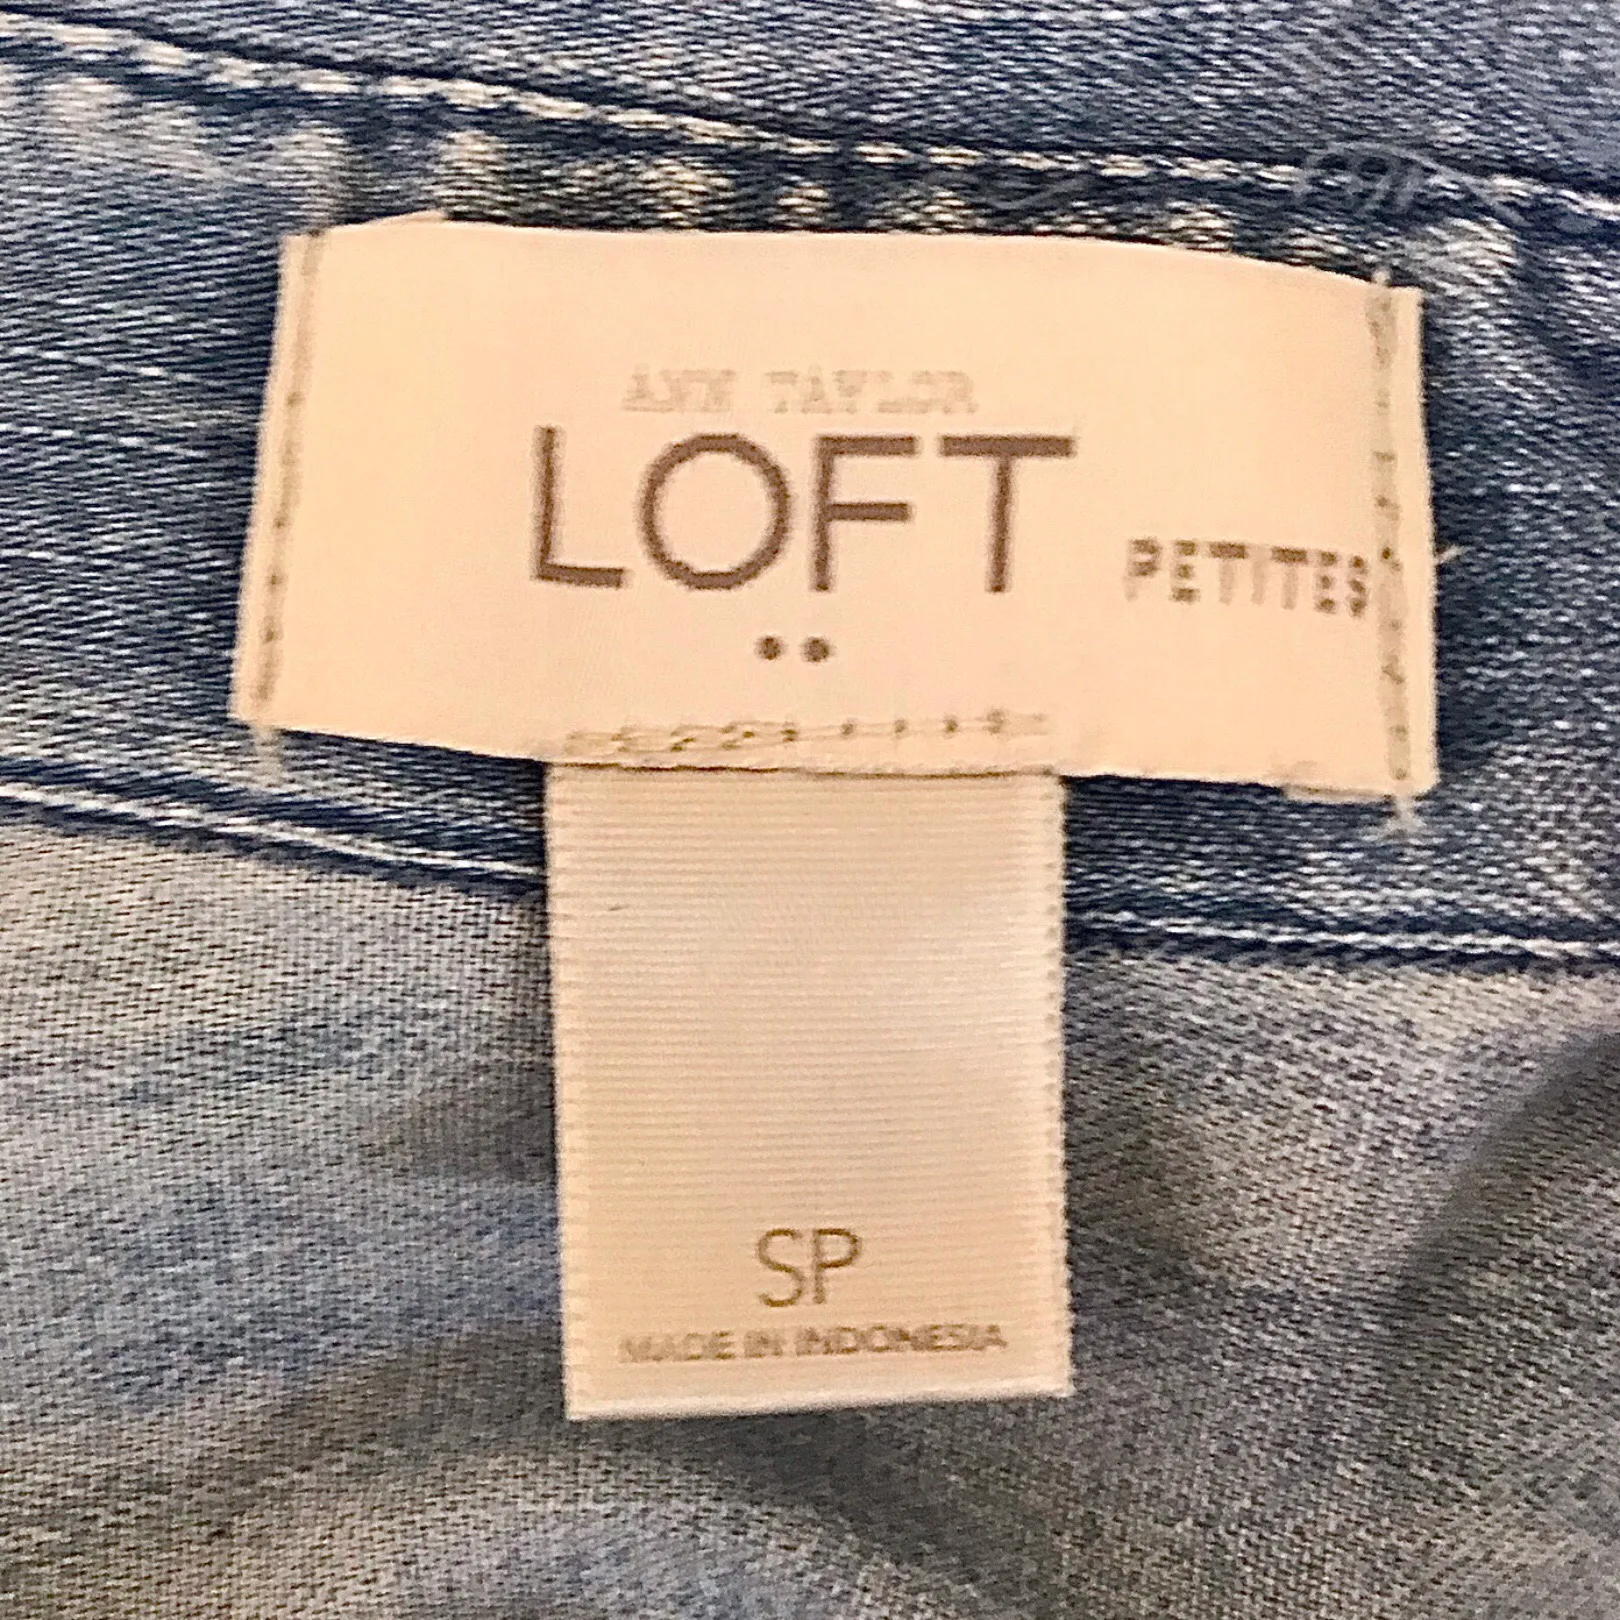 ANN TAYLOR
LOFT
PETITES
SP
MADE IN INDONESIA